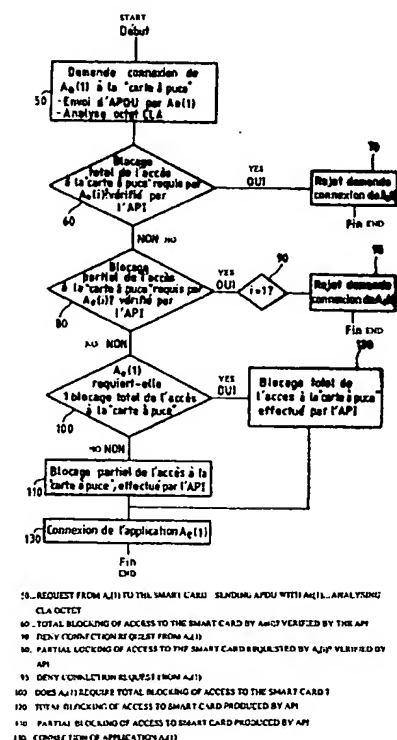 START
Début
Demande connexion de
Ae(1) à la "carte à puce"
- Envoi d'APDU par Ae(1)
- Analyse octet CLA
50
Blocage
total de l'accès
à la "carte à puce" requis par
Ae(i)? vérifié par
l'API
60
YES
OUI
70
Rejet demande
connexion de
Fin END
NON NO
Blocage
partiel de l'accès
à la "carte à puce" requis par
Ae(i)? vérifié par
l'API
80
YES
OUI
90
i=1?
Rejet demande
connexion de
Fin END
NO NON
Ae(1)
requiert-elle
1 blocage total de l'accès
à la "carte à puce"
100
YES
OUI
Blocage total de
l'acces à la carte à puce"
effectué par l'API
NO NON
110
Blocage partiel de l'accès à la
"carte à puce", effectué par l'API
130
Connexion de l'application Ae(1)
Fin
END
REQUEST FROM Ae(1) TO THE SMART CARD SENDING APDU WITH Ae(1)... ANALYSING
CLA OCTET
60 TOTAL BLOCKING OF ACCESS TO THE SMART CARD BY VERIFIED BY THE API
DENY CONNECTION REQUEST FROM Ae(1)
80. PARTIAL LOCKING OF ACCESS TO THE SMART CARD REQUESTED BY Ae(i)? VERIFIED BY
API
95 DENY CONNECTION REQUEST FROM Ae(1)
100 DOES Ae(1) REQUIRE TOTAL BLOCKING OF ACCESS TO THE SMART CARD ?
120 TOTAL BLOCKING OF ACCESS TO SMART CARD PRODUCED BY API
110 PARTIAL BLOCKING OF ACCESS TO SMART CARD PRODUCED BY API
130 CONNECTION OF APPLICATION Ae(1)